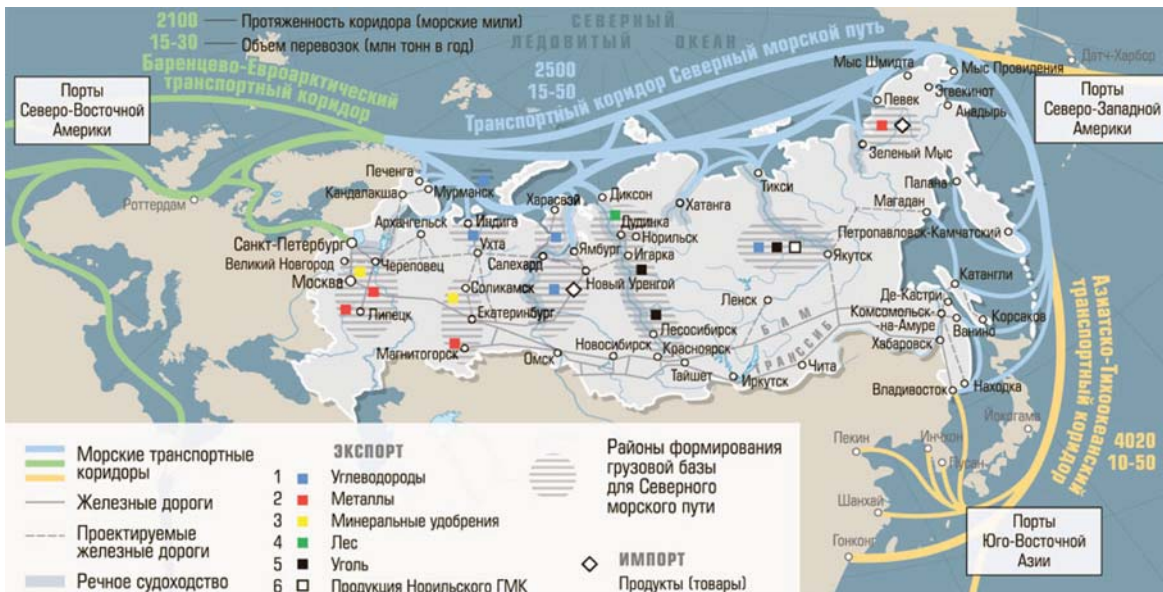 2100 — Протяженность коридора (морские мили)
15-30 — Объем перевозок (млн тонн в год)
Баренцево-Евроарктический
транспортный коридор
СЕВЕРНЫЙ
ЛЕДОВИТЫЙ ОКЕАН
2500
15-50
Транспортный коридор Северный морской путь
Порты
Северо-Восточной
Америки
Датч-Харбор
Порты
Северо-Западной
Америки
Мыс Шмидта
Мыс Провидения
Эгвекинот
Певек
Анадырь
Зеленый Мыс
Печенга
Кандалакша
Мурманск
Роттердам
Харасвэй
Диксон
Хатанга
Тикси
Палана
Магадан
Архангельск
Индига
Дудинка
Норильск
Петропавловск-Камчатский
Санкт-Петербург
Великий Новгород
Москва
Череповец
Ухта
Салехард
Ямбург
Игарка
Новый Уренгой
Якутск
Соликамск
Ленск
Катангли
Де-Кастри
Комсомольск-
-на-Амуре
Ванино
Корсаков
Хабаровск
Липецк
Екатеринбург
Лесосибирск
БАМ
ТРАНССИБ
Магнитогорск
Омск
Новосибирск
Красноярск
Тайшет
Иркутск
Чита
Владивосток
Находка
Азиатско-Тихоокеанский
транспортный коридор
4020
10-50
Йокогама
Пекин
Инчхон
Пусан
Шанхай
Гонконг
Порты
Юго-Восточной
Азии
Морские транспортные
коридоры
Железные дороги
Проектируемые
железные дороги
Речное судоходство
ЭКСПОРТ
1 Углеводороды
2 Металлы
3 Минеральные удобрения
4 Лес
5 Уголь
6 Продукция Норильского ГМК
Районы формирования
грузовой базы
для Северного
морского пути
ИМПОРТ
Продукты (товары)